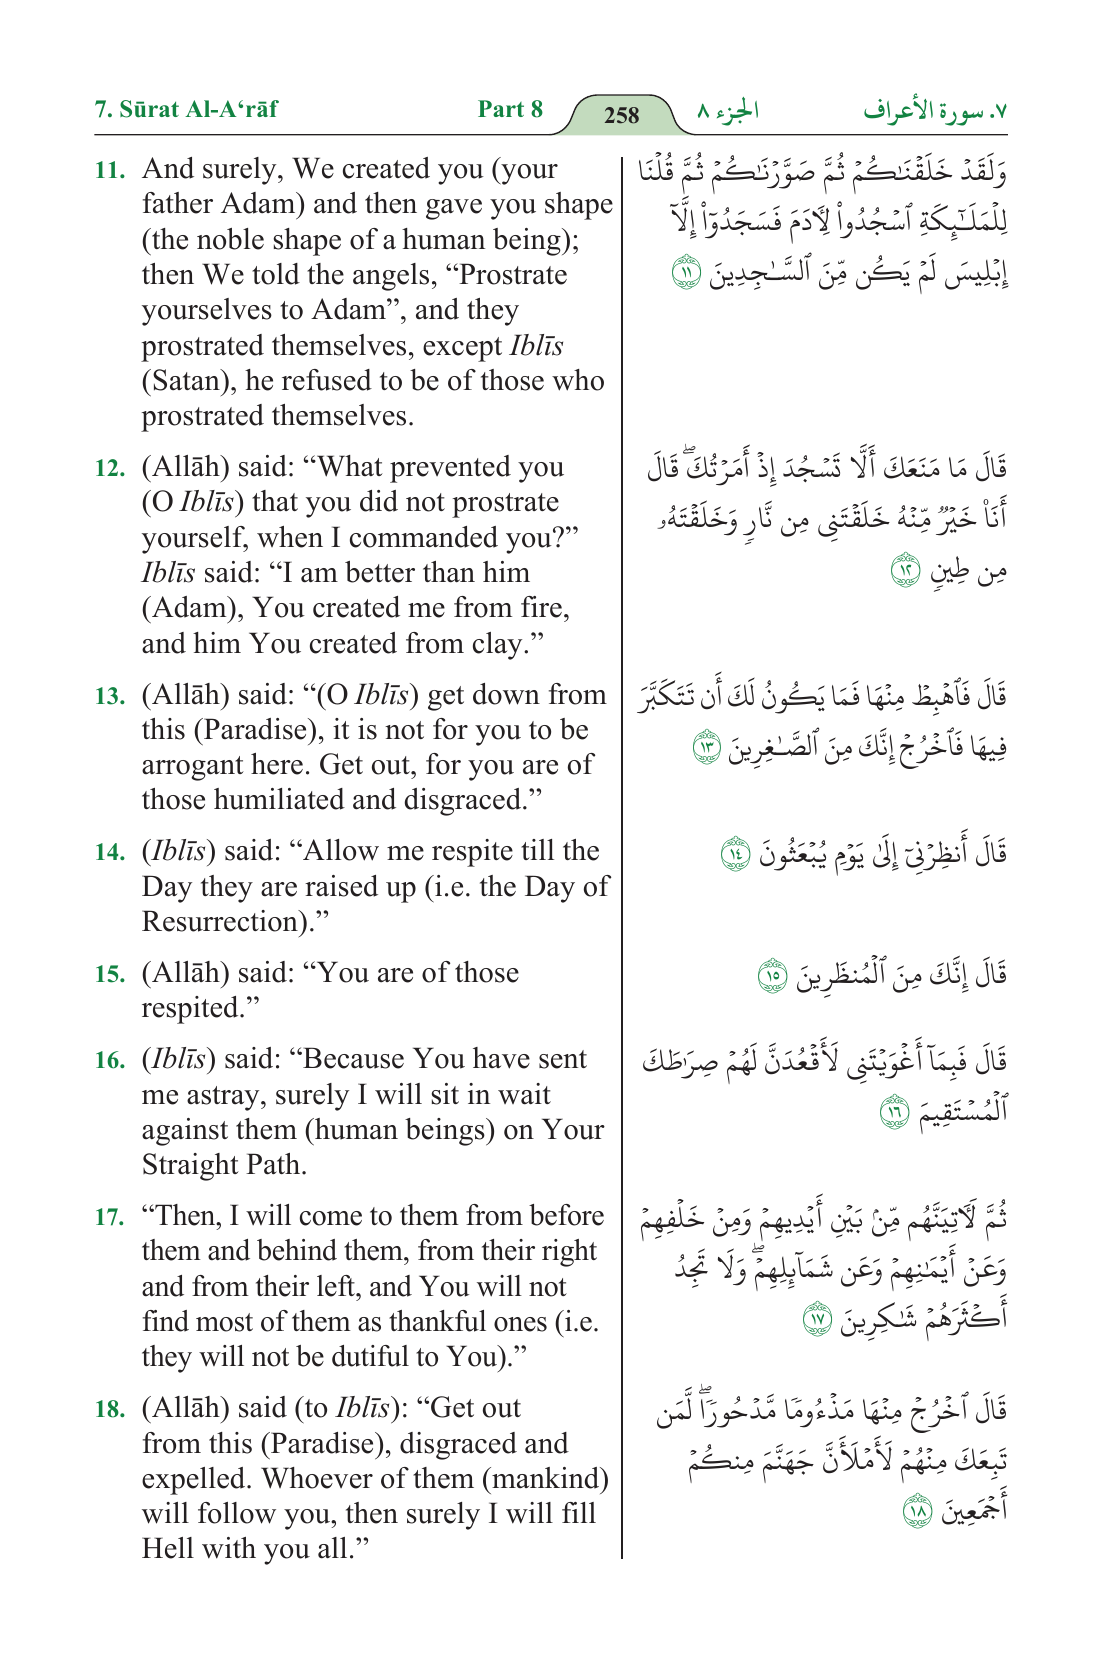 7. Sūrat Al-A‘rāf Part 8 258 الجزء ٨ ٧. سورة الأعراف
11. And surely, We created you (your
father Adam) and then gave you shape
(the noble shape of a human being);
then We told the angels, “Prostrate
yourselves to Adam”, and they
prostrated themselves, except Iblīs
(Satan), he refused to be of those who
prostrated themselves.
وَلَقَدْ خَلَقْنَـٰكُمْ ثُمَّ صَوَّرْنَـٰكُمْ ثُمَّ قُلْنَا
لِلْمَلَـٰٓئِكَةِ ٱسْجُدُوا۟ لِـَٔادَمَ فَسَجَدُوٓا۟ إِلَّآ
إِبْلِيسَ لَمْ يَكُن مِّنَ ٱلسَّـٰجِدِينَ ١١
12. (Allāh) said: “What prevented you
(O Iblīs) that you did not prostrate
yourself, when I commanded you?”
Iblīs said: “I am better than him
(Adam), You created me from fire,
and him You created from clay.”
قَالَ مَا مَنَعَكَ أَلَّا تَسْجُدَ إِذْ أَمَرْتُكَ ۖ قَالَ
أَنَا۠ خَيْرٌ مِّنْهُ خَلَقْتَنِى مِن نَّارٍ وَخَلَقْتَهُۥ
مِن طِينٍ ١٢
13. (Allāh) said: “(O Iblīs) get down from
this (Paradise), it is not for you to be
arrogant here. Get out, for you are of
those humiliated and disgraced.”
قَالَ فَٱهْبِطْ مِنْهَا فَمَا يَكُونُ لَكَ أَن تَتَكَبَّرَ
فِيهَا فَٱخْرُجْ إِنَّكَ مِنَ ٱلصَّـٰغِرِينَ ١٣
14. (Iblīs) said: “Allow me respite till the
Day they are raised up (i.e. the Day of
Resurrection).”
قَالَ أَنظِرْنِىٓ إِلَىٰ يَوْمِ يُبْعَثُونَ ١٤
15. (Allāh) said: “You are of those
respited.”
قَالَ إِنَّكَ مِنَ ٱلْمُنظَرِينَ ١٥
16. (Iblīs) said: “Because You have sent
me astray, surely I will sit in wait
against them (human beings) on Your
Straight Path.
قَالَ فَبِمَآ أَغْوَيْتَنِى لَأَقْعُدَنَّ لَهُمْ صِرَٰطَكَ
ٱلْمُسْتَقِيمَ ١٦
17. “Then, I will come to them from before
them and behind them, from their right
and from their left, and You will not
find most of them as thankful ones (i.e.
they will not be dutiful to You).”
ثُمَّ لَـَٔاتِيَنَّهُم مِّنۢ بَيْنِ أَيْدِيهِمْ وَمِنْ خَلْفِهِمْ
وَعَنْ أَيْمَـٰنِهِمْ وَعَن شَمَآئِلِهِمْ ۖ وَلَا تَجِدُ
أَكْثَرَهُمْ شَـٰكِرِينَ ١٧
18. (Allāh) said (to Iblīs): “Get out
from this (Paradise), disgraced and
expelled. Whoever of them (mankind)
will follow you, then surely I will fill
Hell with you all.”
قَالَ ٱخْرُجْ مِنْهَا مَذْءُومًا مَّدْحُورًا ۖ لَّمَن
تَبِعَكَ مِنْهُمْ لَأَمْلَأَنَّ جَهَنَّمَ مِنكُمْ
أَجْمَعِينَ ١٨